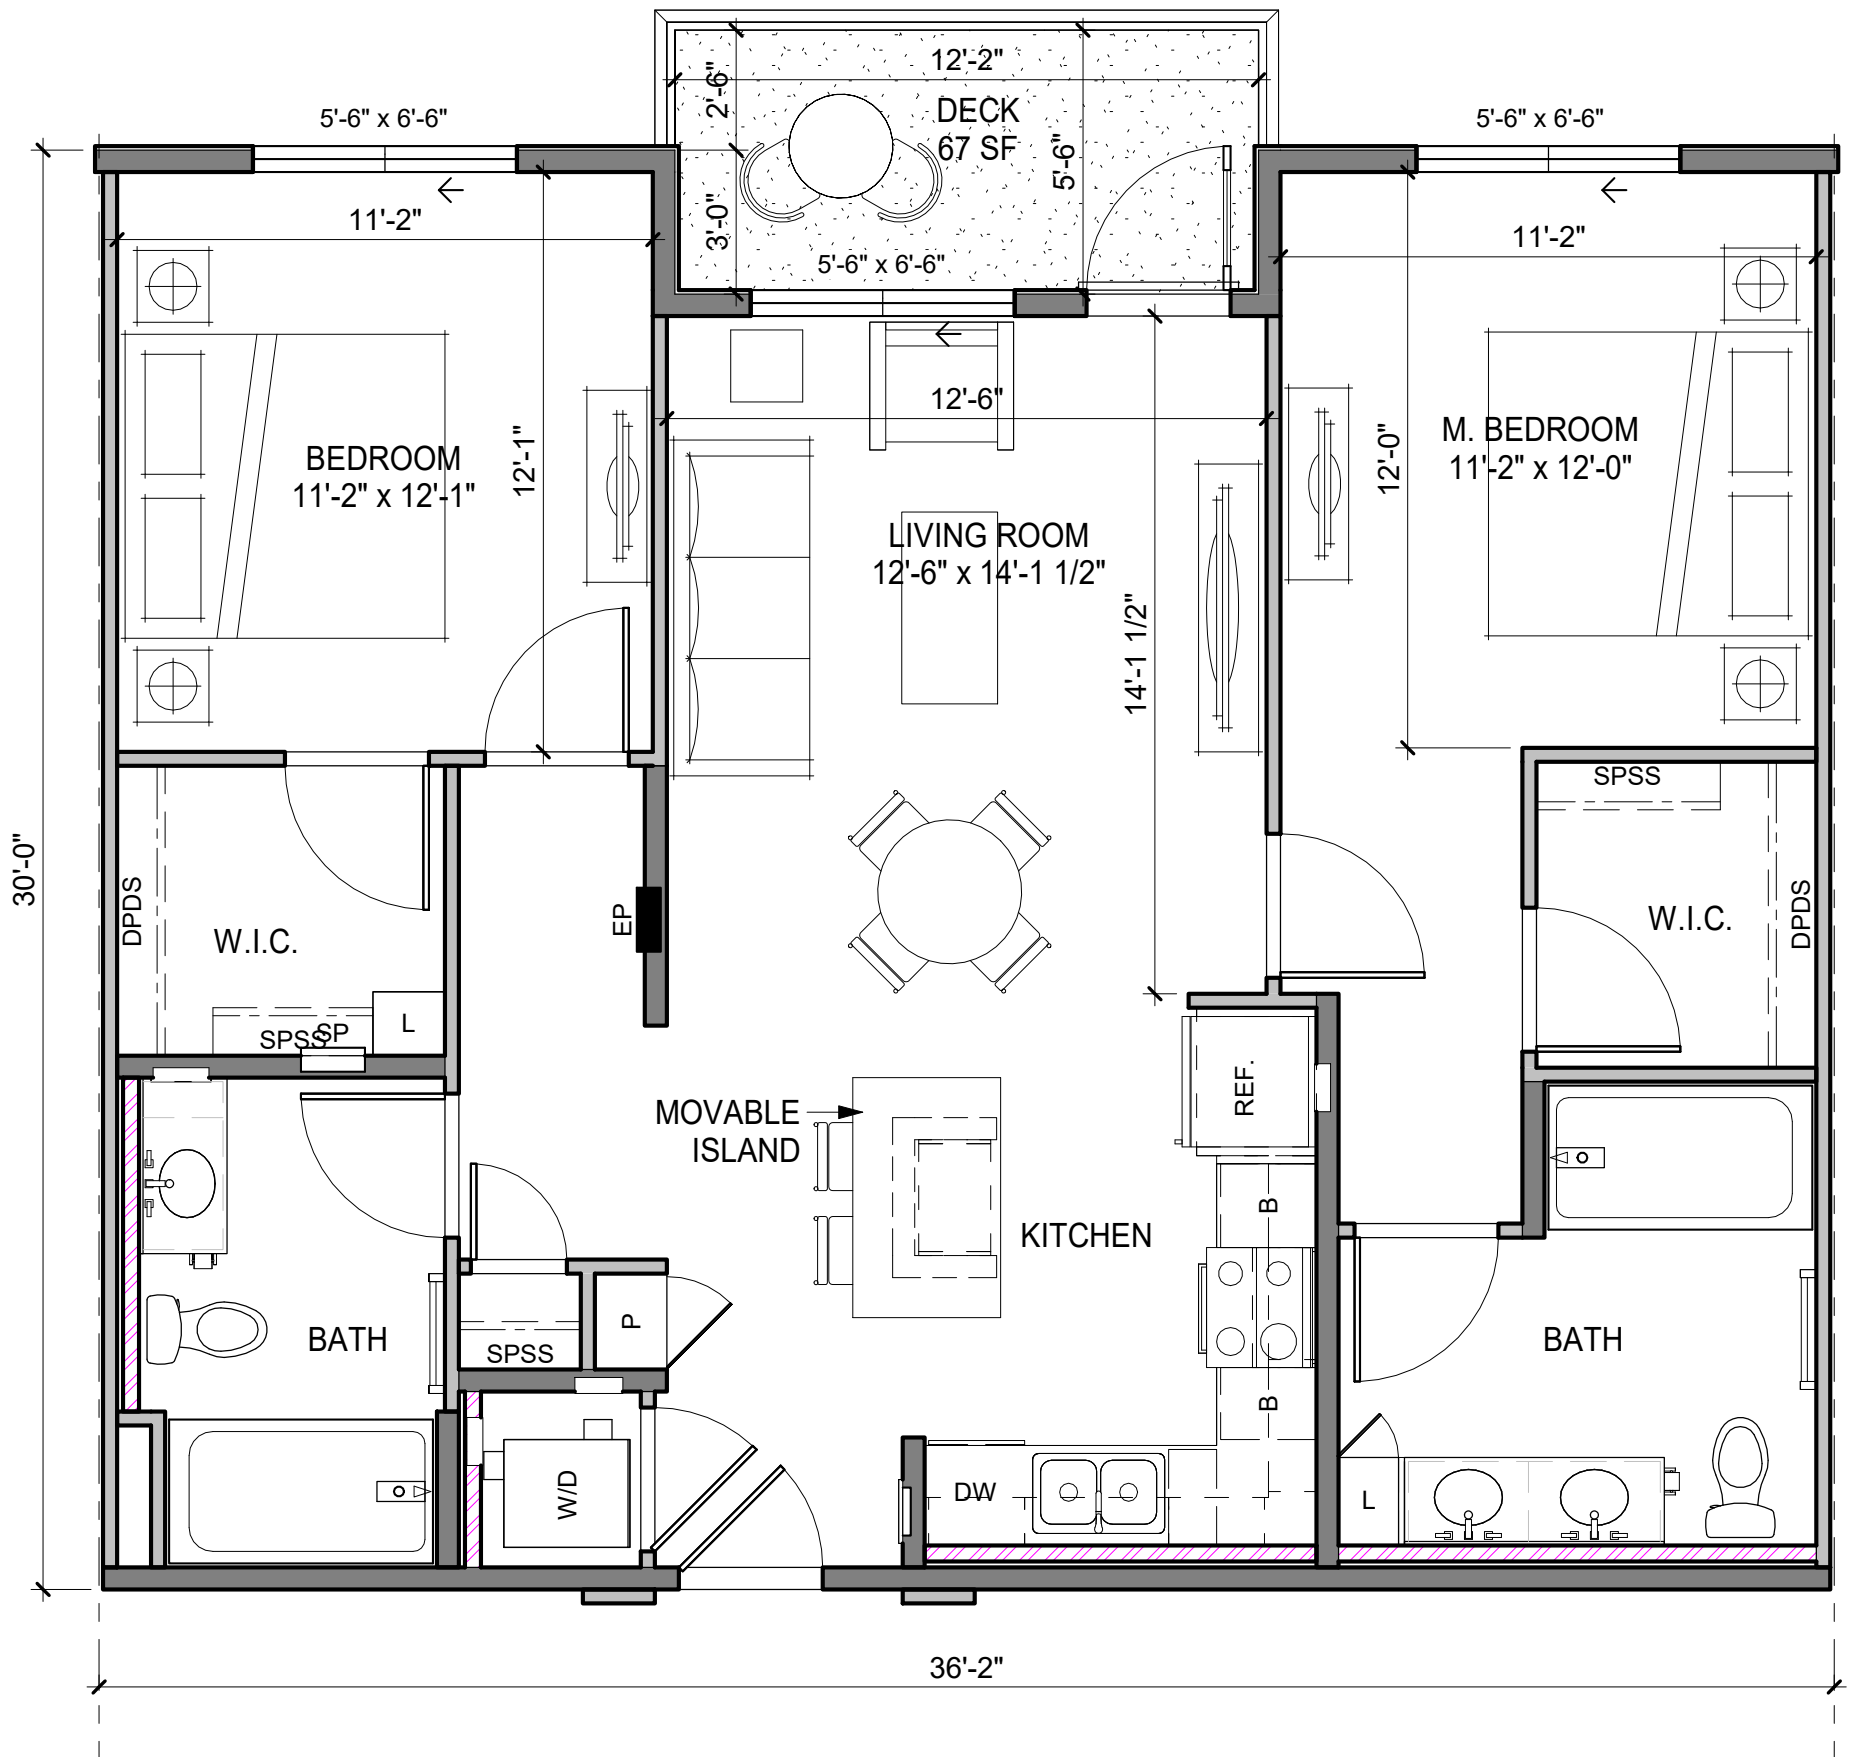 12'-2"
2'-6"
DECK
67 SF
5'-6"
3'-0"
5'-6" x 6'-6"
5'-6" x 6'-6"
5'-6" x 6'-6"
11'-2"
11'-2"
12'-6"
BEDROOM
11'-2" x 12'-1"
12'-1"
LIVING ROOM
12'-6" x 14'-1 1/2"
14'-1 1/2"
12'-0"
M. BEDROOM
11'-2" x 12'-0"
30'-0"
DPDS
W.I.C.
SPSS
SP
L
EP
SPSS
W.I.C.
DPDS
MOVABLE
ISLAND
REF.
B
KITCHEN
BATH
SPSS
P
B
BATH
W/D
DW
L
36'-2"